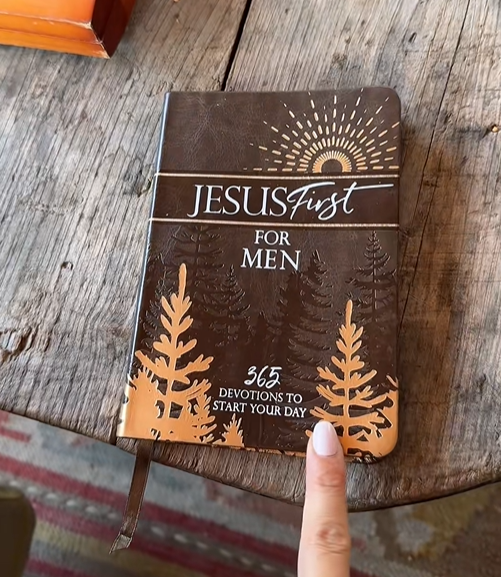 JESUS First
FOR
MEN
365
DEVOTIONS TO
START YOUR DAY